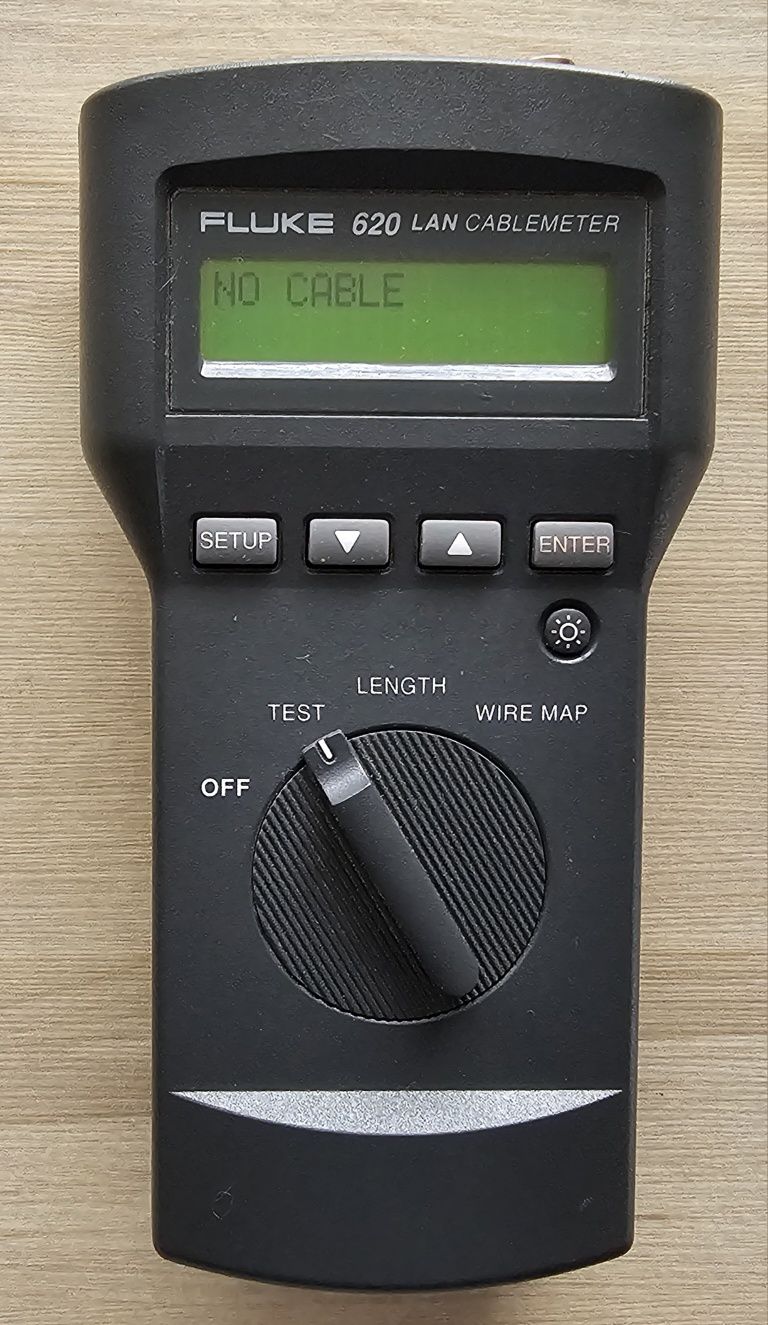 FLUKE 620 LAN CABLEMETER
NO CABLE
SETUP ▼ ▲ ENTER
LENGTH
TEST WIRE MAP
OFF